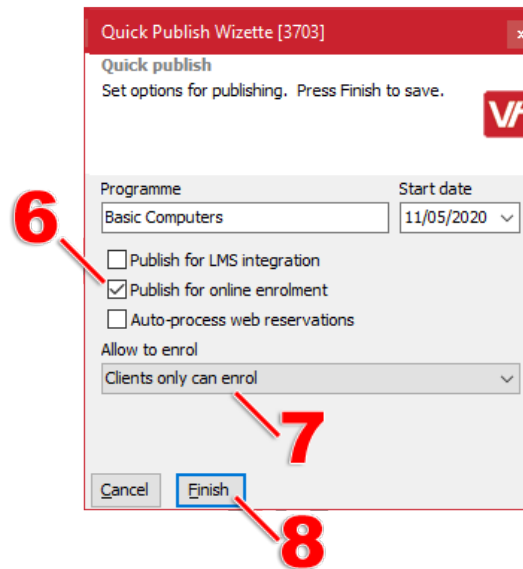 Quick Publish Wizette [3703]
Quick publish
Set options for publishing. Press Finish to save.
Programme
Start date
Basic Computers
11/05/2020
6
Publish for LMS integration
Publish for online enrolment
Auto-process web reservations
Allow to enrol
Clients only can enrol
7
Cancel
Finish
8